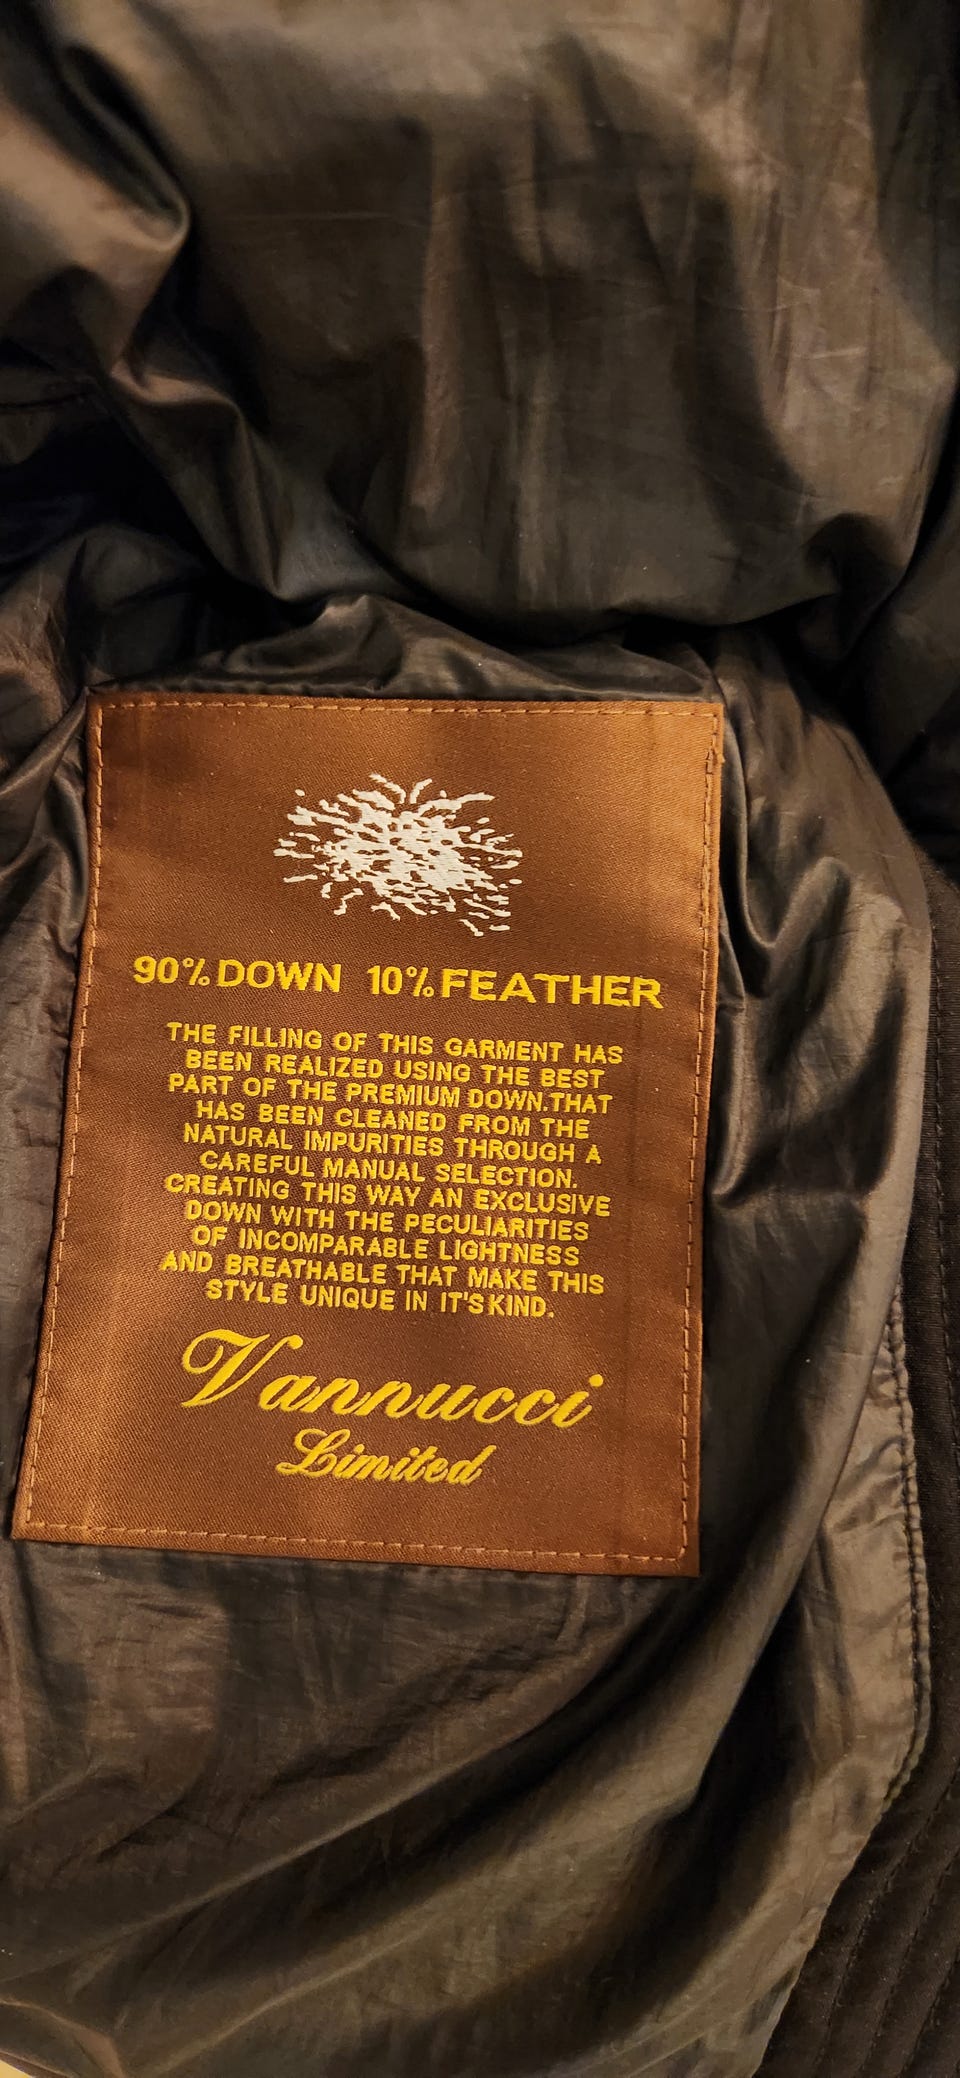 90% DOWN 10% FEATHER
THE FILLING OF THIS GARMENT HAS
BEEN REALIZED USING THE BEST
PART OF THE PREMIUM DOWN.THAT
HAS BEEN CLEANED FROM THE
NATURAL IMPURITIES THROUGH A
CAREFUL MANUAL SELECTION.
CREATING THIS WAY AN EXCLUSIVE
DOWN WITH THE PECULIARITIES
OF INCOMPARABLE LIGHTNESS
AND BREATHABLE THAT MAKE THIS
STYLE UNIQUE IN IT'S KIND.
Vannucci
Limited